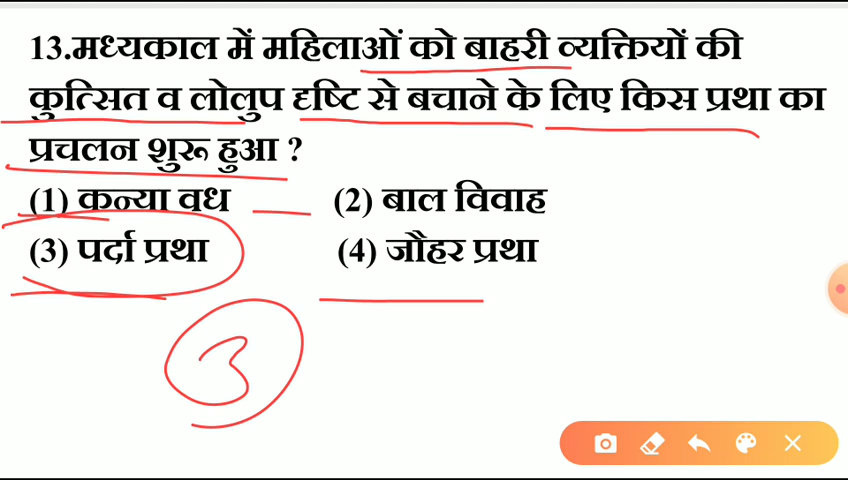 13.मध्यकाल में महिलाओं को बाहरी व्यक्तियों की
कुत्सित व लोलुप दृष्टि से बचाने के लिए किस प्रथा का
प्रचलन शुरू हुआ ?
(1) कन्या वध (2) बाल विवाह
(3) पर्दा प्रथा (4) जौहर प्रथा
3